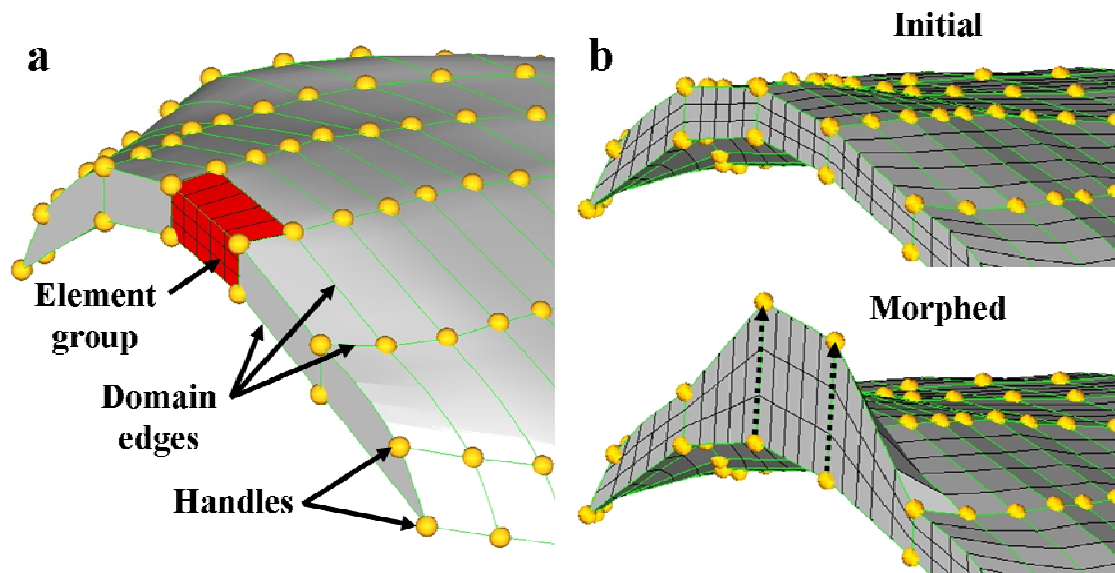 a
Element
group
Domain
edges
Handles
b
Initial
Morphed